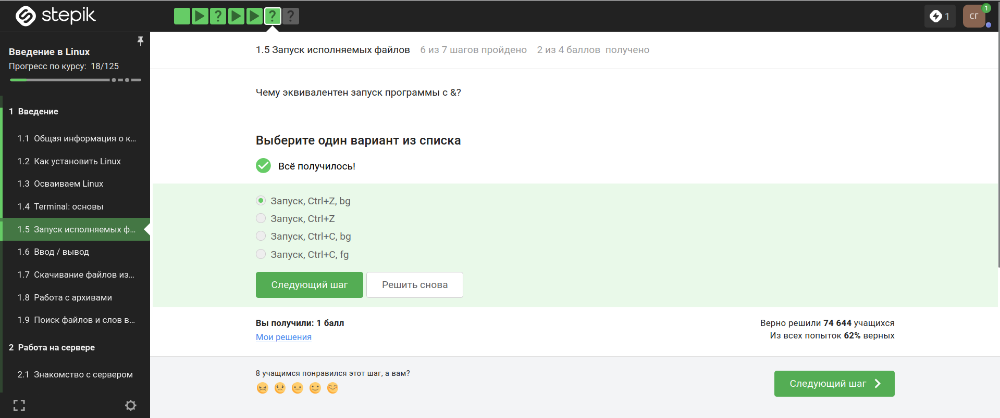 stepik
?
?
?
1
СГ
1
Введение в Linux
Прогресс по курсу: 18/125
1 Введение
1.1 Общая информация о к...
1.2 Как установить Linux
1.3 Осваиваем Linux
1.4 Terminal: основы
1.5 Запуск исполняемых ф...
1.6 Ввод / вывод
1.7 Скачивание файлов из...
1.8 Работа с архивами
1.9 Поиск файлов и слов в...
2 Работа на сервере
2.1 Знакомство с сервером
1.5 Запуск исполняемых файлов 6 из 7 шагов пройдено 2 из 4 баллов получено
Чему эквивалентен запуск программы с &?
Выберите один вариант из списка
Всё получилось!
Запуск, Ctrl+Z, bg
Запуск, Ctrl+Z
Запуск, Ctrl+C, bg
Запуск, Ctrl+C, fg
Следующий шаг
Решить снова
Вы получили: 1 балл
Мои решения
Верно решили 74 644 учащихся
Из всех попыток 62% верных
8 учащимся понравился этот шаг, а вам?
Следующий шаг